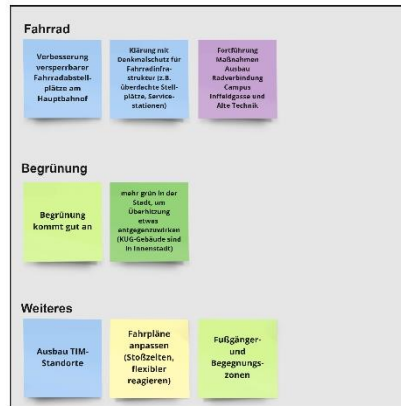 Fahrrad
Verbesserung
versperrbarer
Fahrradabstell-
plätze am
Hauptbahnhof
Klärung mit
Denkmalschutz für
Fahrradinfra-
struktur (z.B.
überdachte Stell-
plätze, Service-
stationen)
Fortführung
Maßnahmen
Ausbau
Radverbindung
Campus
Inffeldgasse und
Alte Technik
Begrünung
Begrünung
kommt gut an
mehr grün in der
Stadt, um
Überhitzung
etwas
entgegenzuwirken
(KUG-Gebäude sind
in Innenstadt)
Weiteres
Ausbau TIM-
Standorte
Fahrpläne
anpassen
(Stoßzeiten,
flexibler
reagieren)
Fußgänger-
und
Begegnungs-
zonen